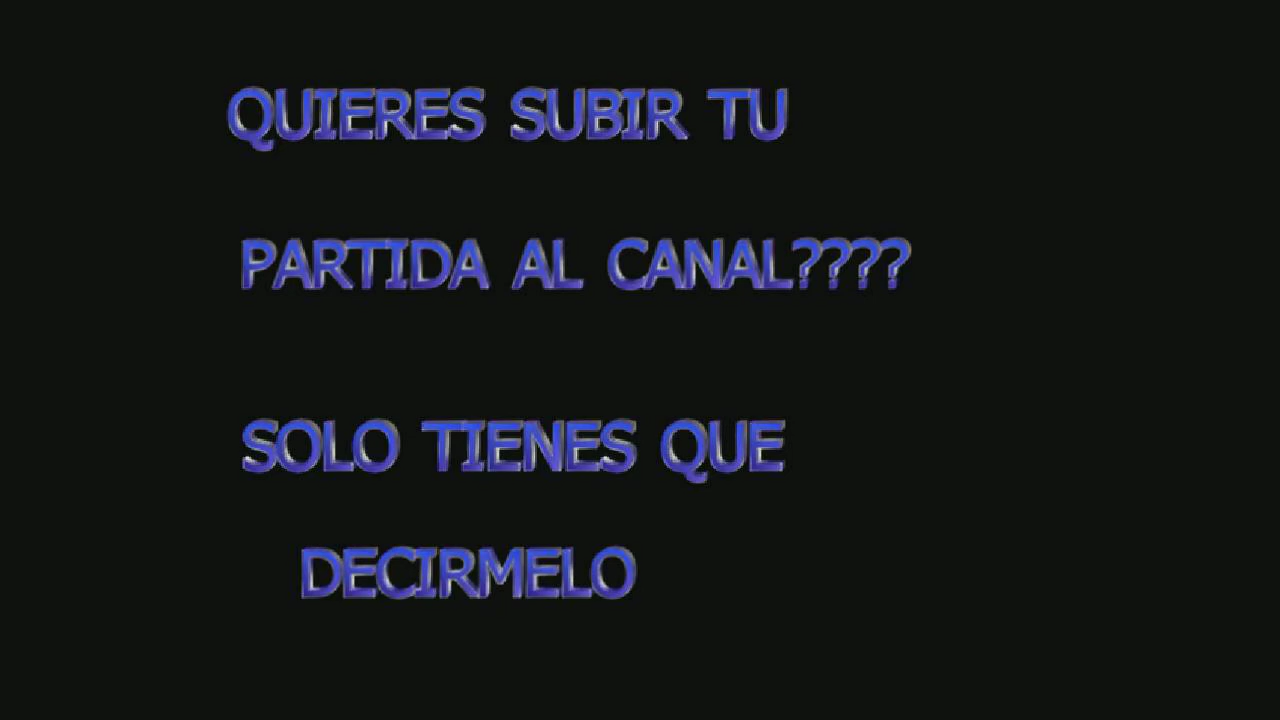 QUIERES SUBIR TU
PARTIDA AL CANAL????
SOLO TIENES QUE
DECIRMELO